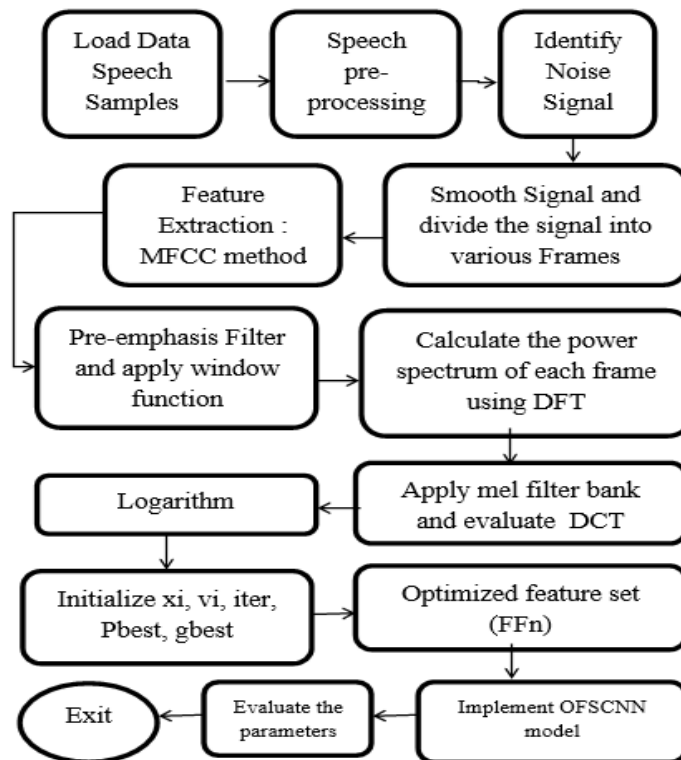 Load Data
Speech
Samples
Speech
pre-
processing
Identify
Noise
Signal
Smooth Signal and
divide the signal into
various Frames
Feature
Extraction :
MFCC method
Pre-emphasis Filter
and apply window
function
Calculate the power
spectrum of each frame
using DFT
Apply mel filter bank
and evaluate DCT
Logarithm
Initialize xi, vi, iter,
Pbest, gbest
Optimized feature set
(FFn)
Implement OFSCNN
model
Evaluate the
parameters
Exit